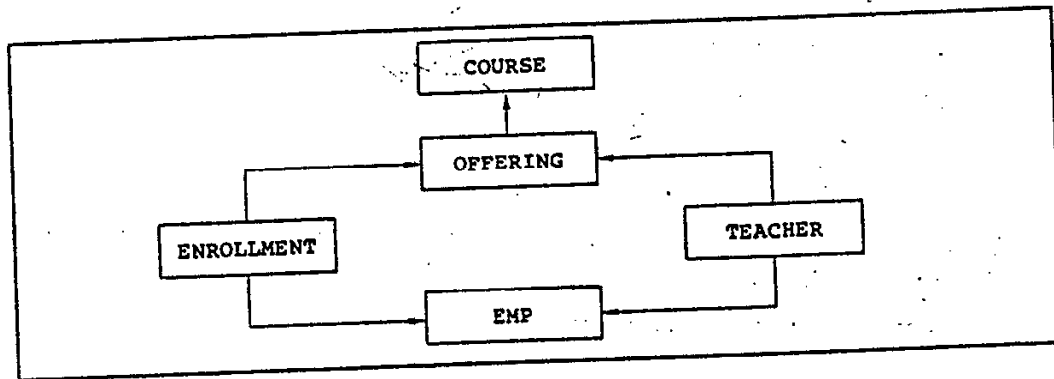 COURSE
OFFERING
ENROLLMENT
TEACHER
EMP